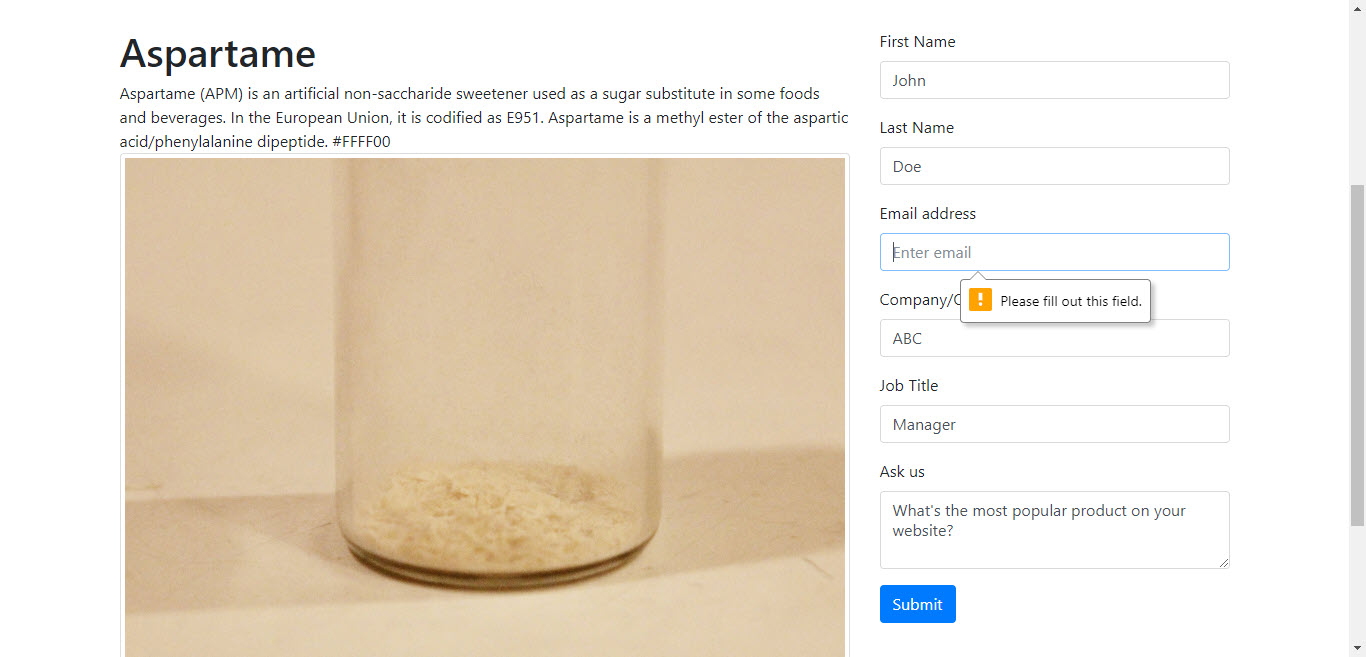 Aspartame
Aspartame (APM) is an artificial non-saccharide sweetener used as a sugar substitute in some foods
and beverages. In the European Union, it is codified as E951. Aspartame is a methyl ester of the aspartic
acid/phenylalanine dipeptide. #FFFF00
First Name
John
Last Name
Doe
Email address
Enter email
Please fill out this field.
Company/
ABC
Job Title
Manager
Ask us
What's the most popular product on your
website?
Submit